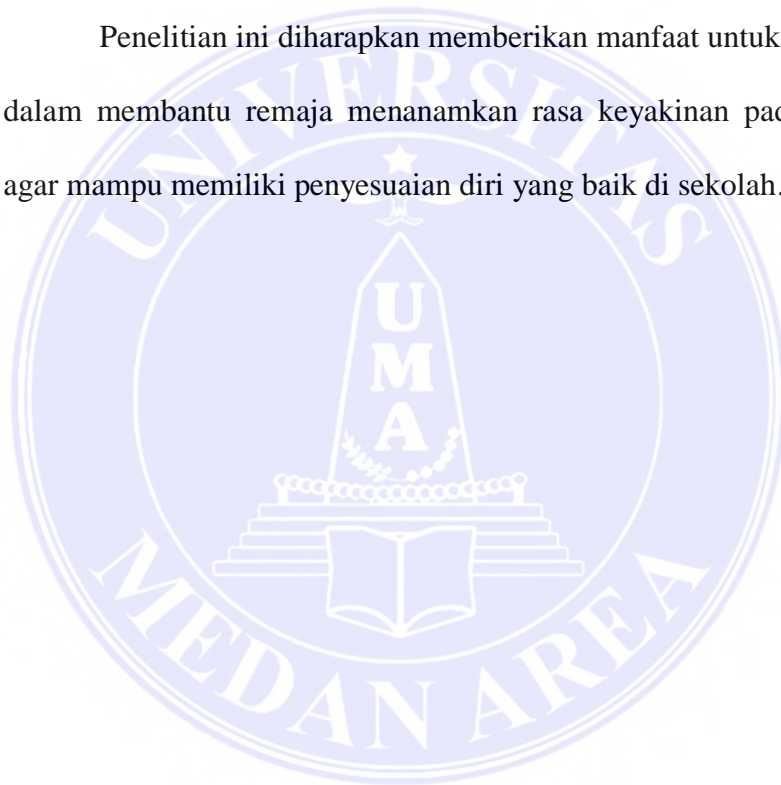 Penelitian ini diharapkan memberikan manfaat untuk
dalam membantu remaja menanamkan rasa keyakinan
agar mampu memiliki penyesuaian diri yang baik di sekolah.
UNIVERSITAS
U
M
A
MEDAN AREA